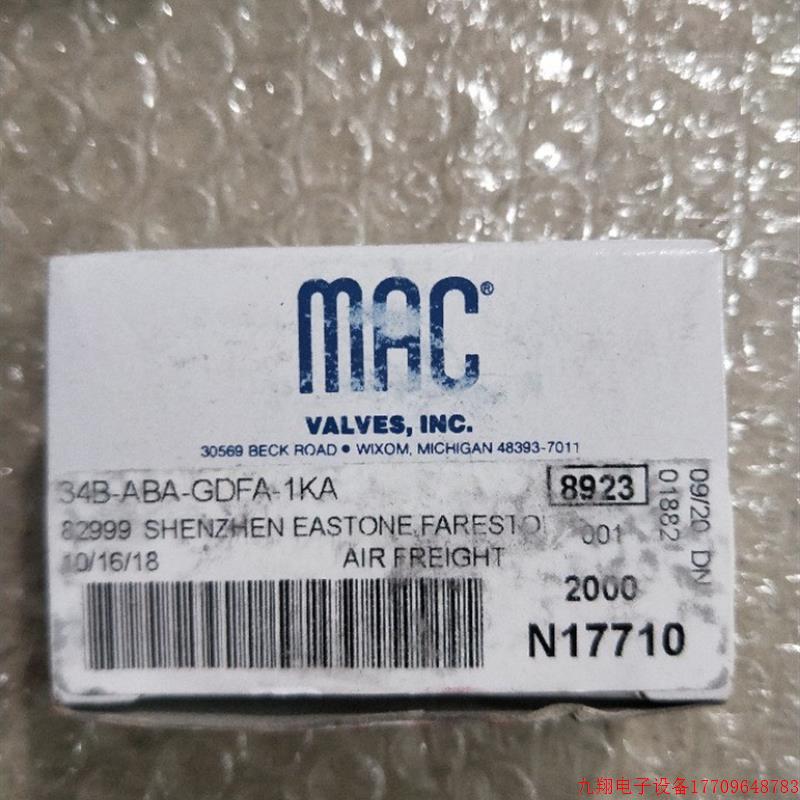 MAC®
VALVES, INC.
30569 BECK ROAD • WIXOM, MICHIGAN 48393-7011
34B-ABA-GDFA-1KA
8923
82999 SHENZHEN EASTONE,FARESTO
001
10/16/18
AIR FREIGHT
2000
N17710
09/20 DN
01882
九翔电子设备17709648783